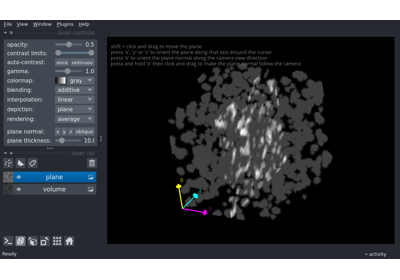 File View Window Plugins Help
layer controls
opacity: 0.5
contrast limits:
auto-contrast: once continuous
gamma: 1.0
colormap: gray
blending: additive
interpolation: linear
depiction: plane
rendering: average
plane normal: x y z oblique
plane thickness: 10.0
layer list
plane
volume
shift + click and drag to move the plane
press 'x', 'y' or 'z' to orient the plane along that axis around the cursor
press 'o' to orient the plane normal along the camera view direction
press and hold 'o' then click and drag to make the plane normal follow the camera
Ready
activity